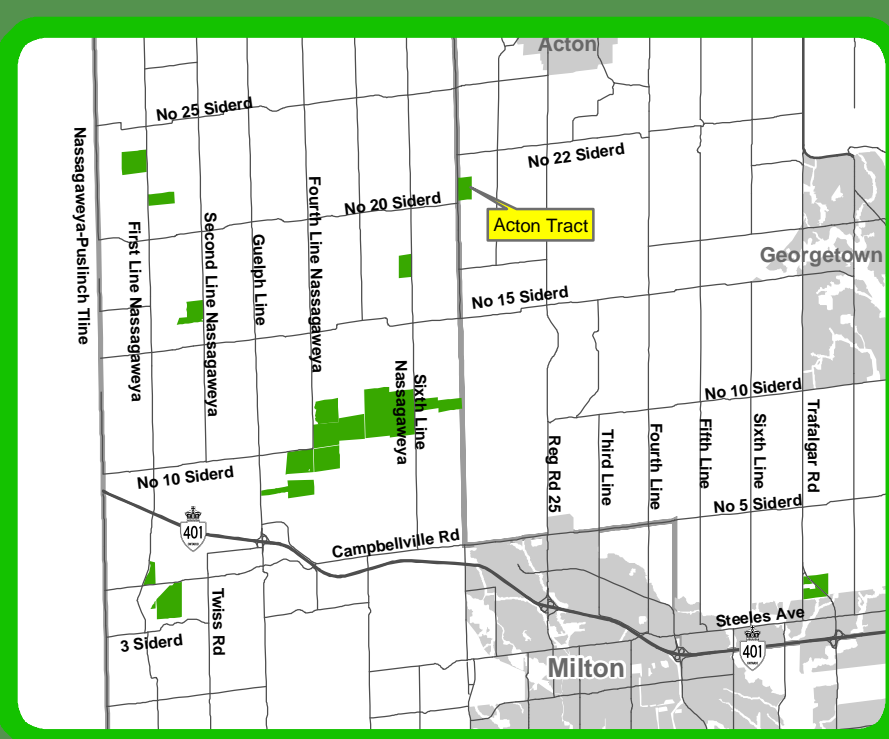 Acton
No 25 Siderd
No 22 Siderd
Nassagaweya-Puslinch Tline
First Line Nassagaweya
Second Line Nassagaweya
Guelph Line
Fourth Line Nassagaweya
No 20 Siderd
Acton Tract
Georgetown
No 15 Siderd
Sixth Line
Nassagaweya
No 10 Siderd
Reg Rd 25
Third Line
Fourth Line
Fifth Line
Sixth Line
Trafalgar Rd
No 10 Siderd
No 5 Siderd
401
ONTARIO
Campbellville Rd
Twiss Rd
3 Siderd
Steeles Ave
401
ONTARIO
Milton